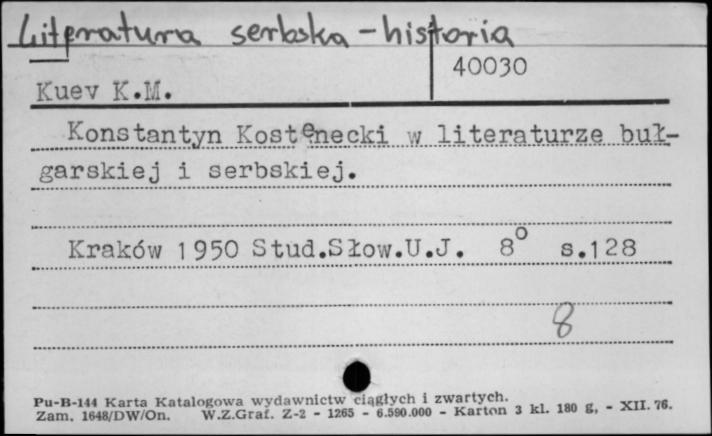 Literatura serbska - historia
40030
Kuev K.M.
Konstantyn Kostenecki w literaturze buł-
garskiej i serbskiej.
Kraków 1950 Stud.Słow.U.J. 8° s.128
8
Pu-B-144 Karta Katalogowa wydawnictw ciągłych i zwartych.
Zam. 1648/DW/On. W.Z.Graf. Z-2 - 1265 - 6.590.000 - Karton 3 kl. 180 g, - XII. 76.